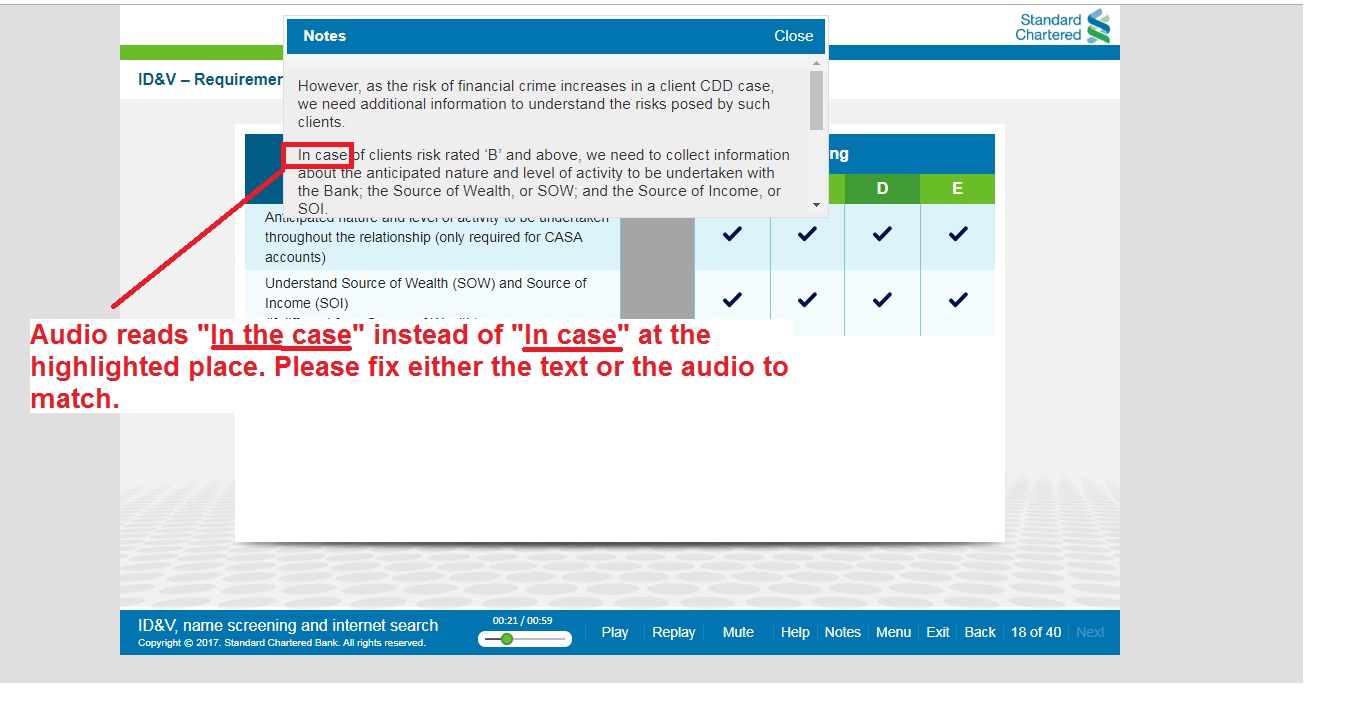 Standard
Chartered
Notes
Close
ID&V – Requiremen
However, as the risk of financial crime increases in a client CDD case,
we need additional information to understand the risks posed by such
clients.
In case of clients risk rated ‘B’ and above, we need to collect information
about the anticipated nature and level of activity to be undertaken with
the Bank; the Source of Wealth, or SOW; and the Source of Income, or
SOI.
ng
D
E
Anticipated nature and level of activity to be undertaken
throughout the relationship (only required for CASA
accounts)
Understand Source of Wealth (SOW) and Source of
Income (SOI)
Audio reads "In the case" instead of "In case" at the
highlighted place. Please fix either the text or the audio to
match.
ID&V, name screening and internet search
Copyright © 2017. Standard Chartered Bank. All rights reserved.
00:21 / 00:59
Play Replay Mute Help Notes Menu Exit Back 18 of 40 Next